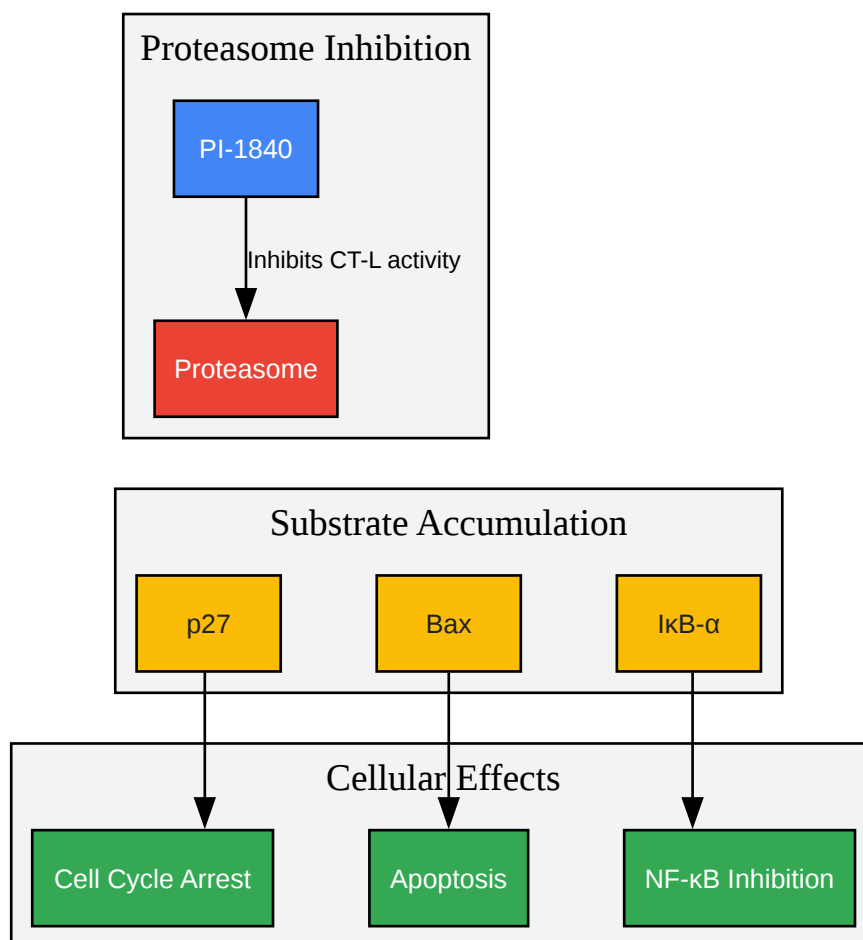 Proteasome Inhibition
PI-1840
Inhibits CT-L activity
Proteasome
Substrate Accumulation
p27
Bax
IκB-α
Cellular Effects
Cell Cycle Arrest
Apoptosis
NF-κB Inhibition